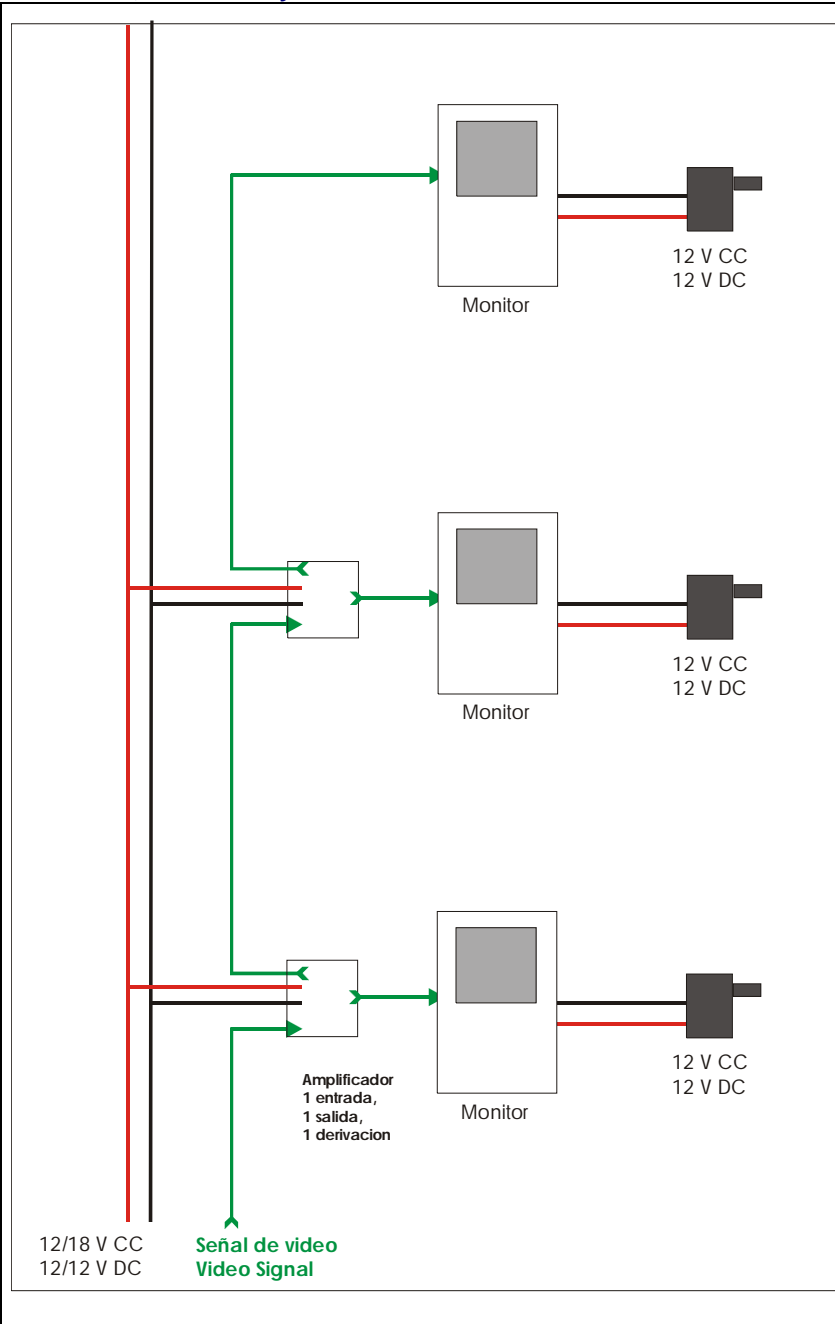 12 V CC
12 V DC
Monitor
12 V CC
12 V DC
Monitor
12 V CC
12 V DC
Monitor
Amplificador
1 entrada,
1 salida,
1 derivacion
12/18 V CC
12/12 V DC
Señal de video
Video Signal